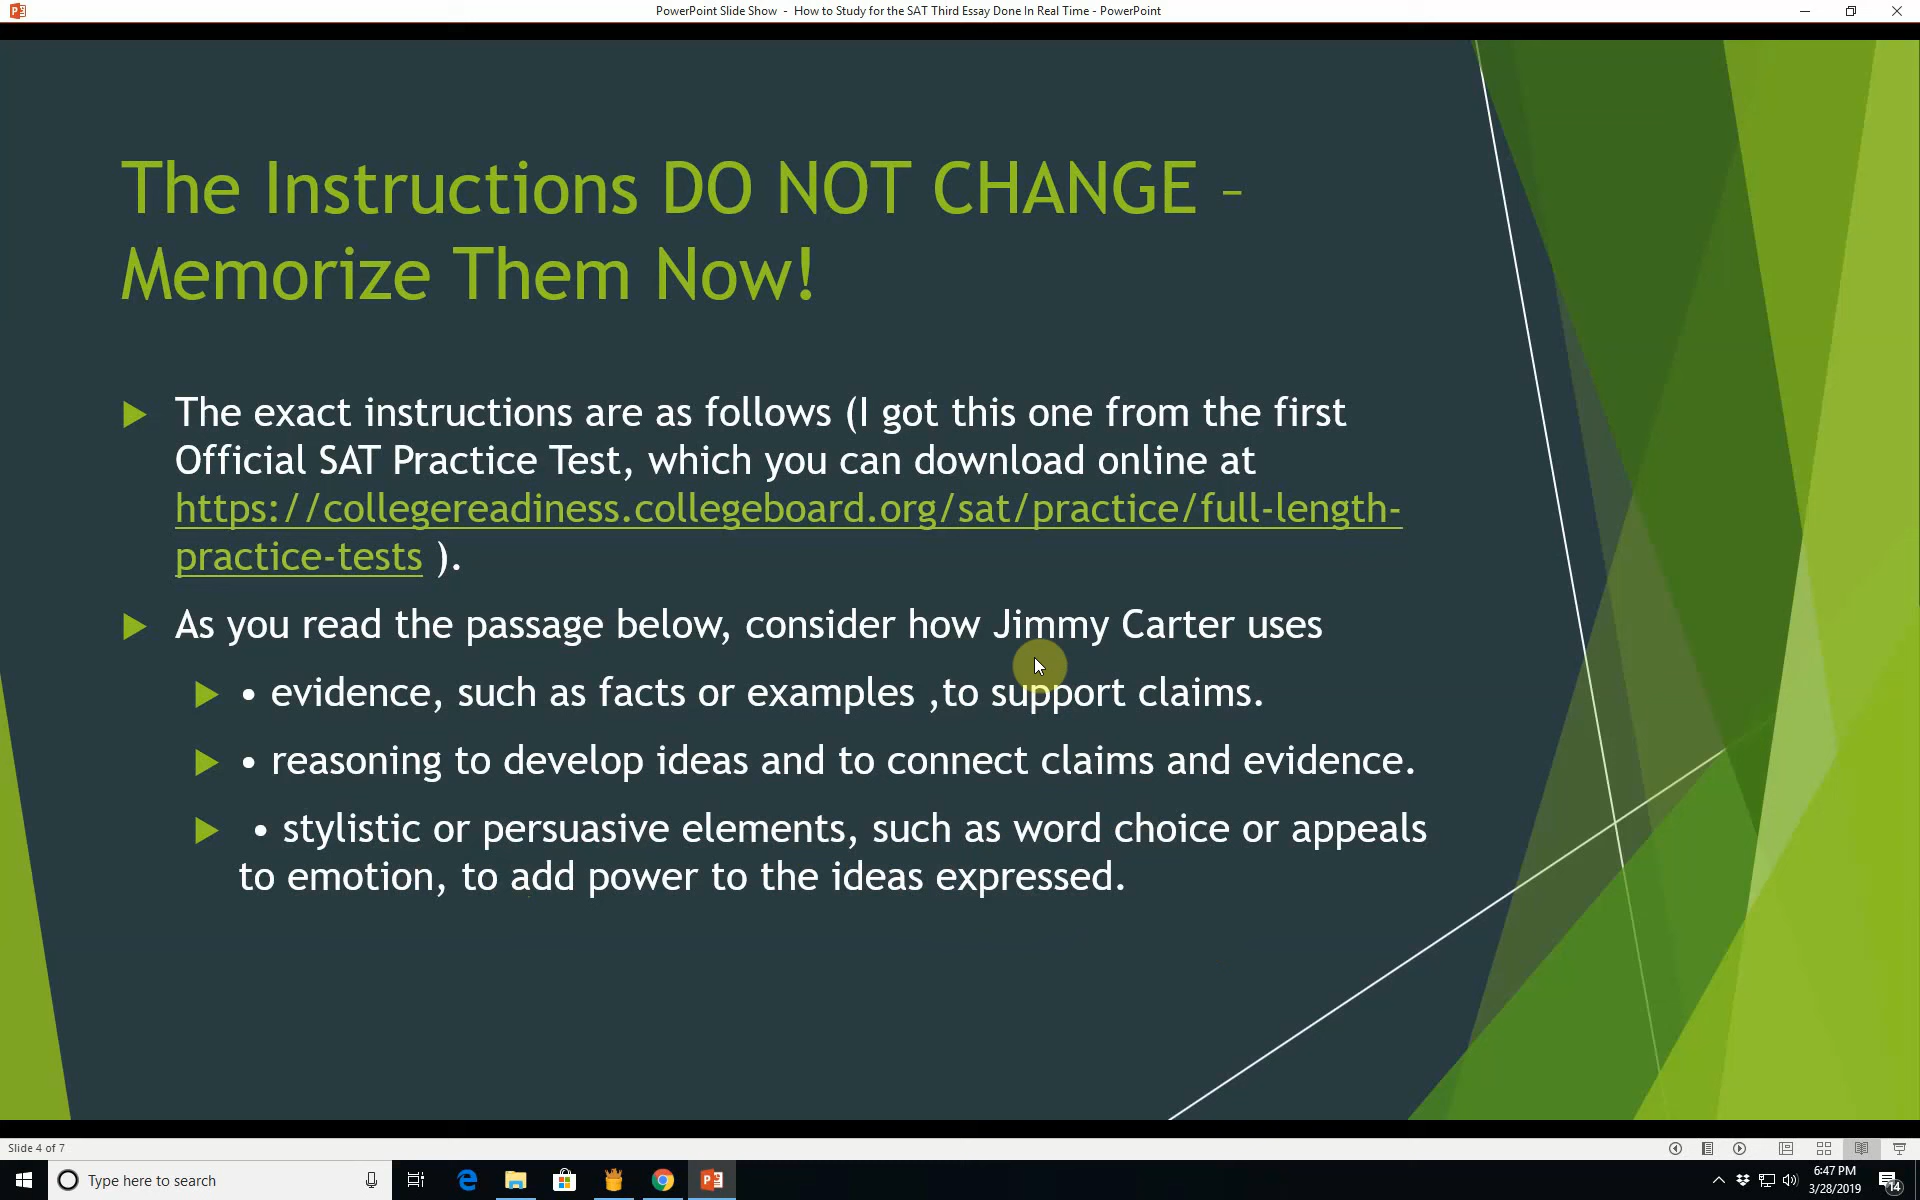 PowerPoint Slide Show - How to Study for the SAT Third Essay Done In Real Time - PowerPoint
The Instructions DO NOT CHANGE –
Memorize Them Now!
The exact instructions are as follows (I got this one from the first
Official SAT Practice Test, which you can download online at
https://collegereadiness.collegeboard.org/sat/practice/full-length-
practice-tests ).
As you read the passage below, consider how Jimmy Carter uses
• evidence, such as facts or examples ,to support claims.
• reasoning to develop ideas and to connect claims and evidence.
• stylistic or persuasive elements, such as word choice or appeals
to emotion, to add power to the ideas expressed.
Slide 4 of 7
Type here to search
6:47 PM
3/28/2019
14